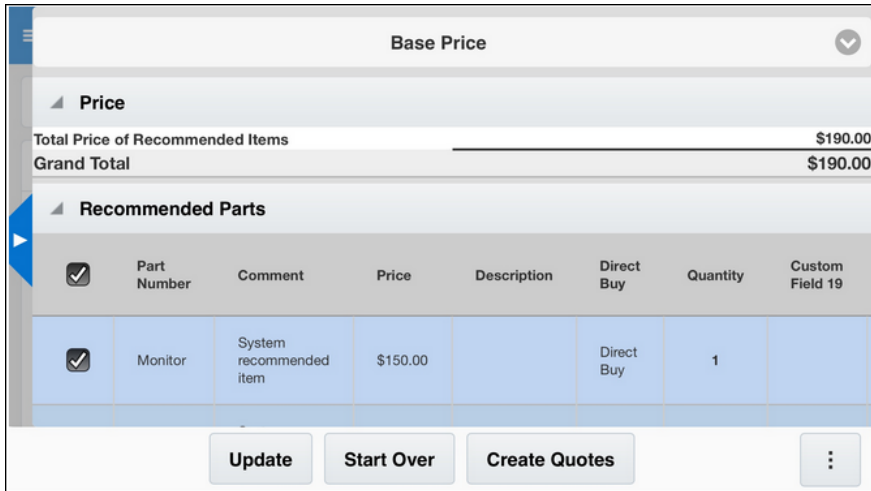 Base Price
Price
Total Price of Recommended Items $190.00
Grand Total $190.00
Recommended Parts
Part Number Comment Price Description Direct Buy Quantity Custom Field 19
Monitor System recommended item $150.00 Direct Buy 1
Update Start Over Create Quotes